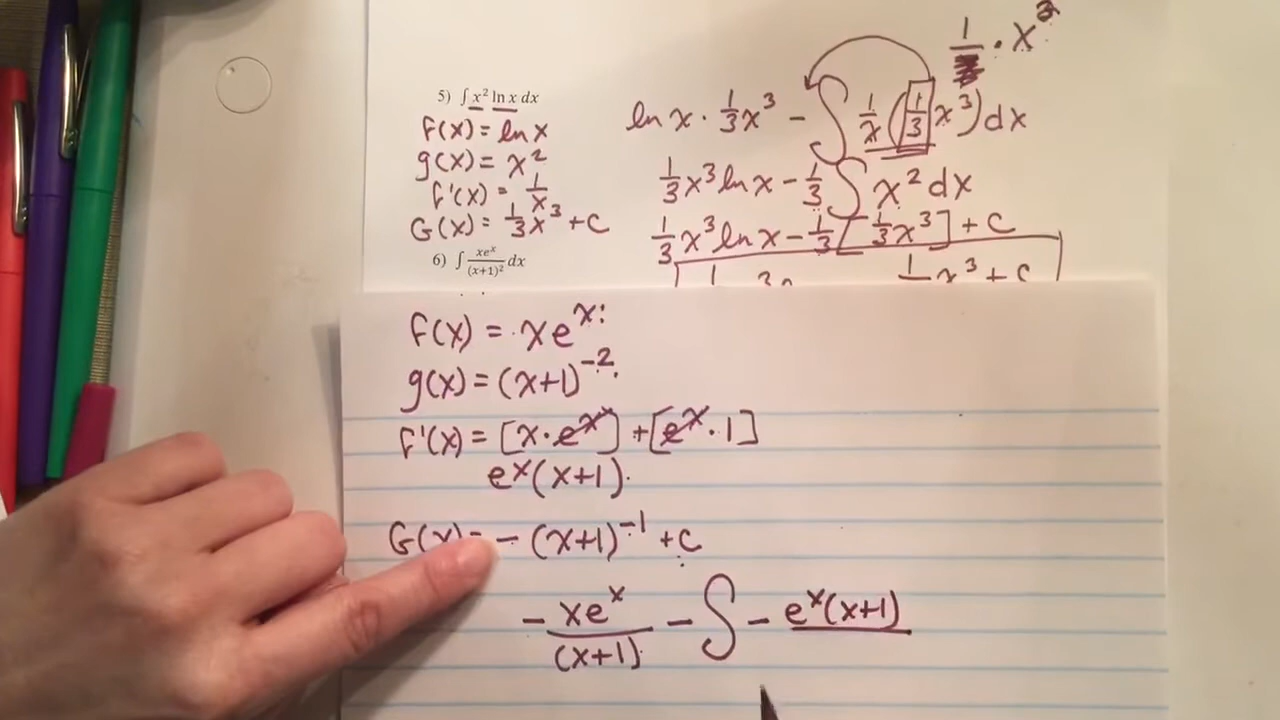 5) ∫ x² ln x dx
f(x) = ln x
g(x) = x²
f'(x) = 1/x
G(x) = 1/3 x³ + C
6) ∫ xeˣ/(x+1)² dx
1/x · x³
ln x · 1/3 x³ - ∫ 1/x (1/3 x³) dx
1/3 x³ ln x - 1/3 ∫ x² dx
1/3 x³ ln x - 1/3 [1/3 x³] + C
x³ + C
f(x) = xeˣ
g(x) = (x+1)⁻²
f'(x) = [x·eˣ] + [eˣ·1]
eˣ(x+1)
G(x) = - (x+1)⁻¹ + C
- xeˣ/(x+1) - ∫ - eˣ(x+1)